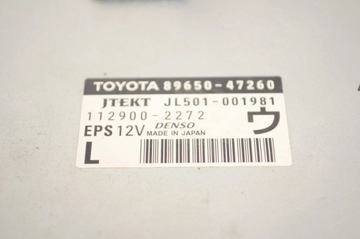 TOYOTA 89650-47260
JTEKT JL501-001981
112900-2272 ウ
EPS 12V DENSO MADE IN JAPAN
L